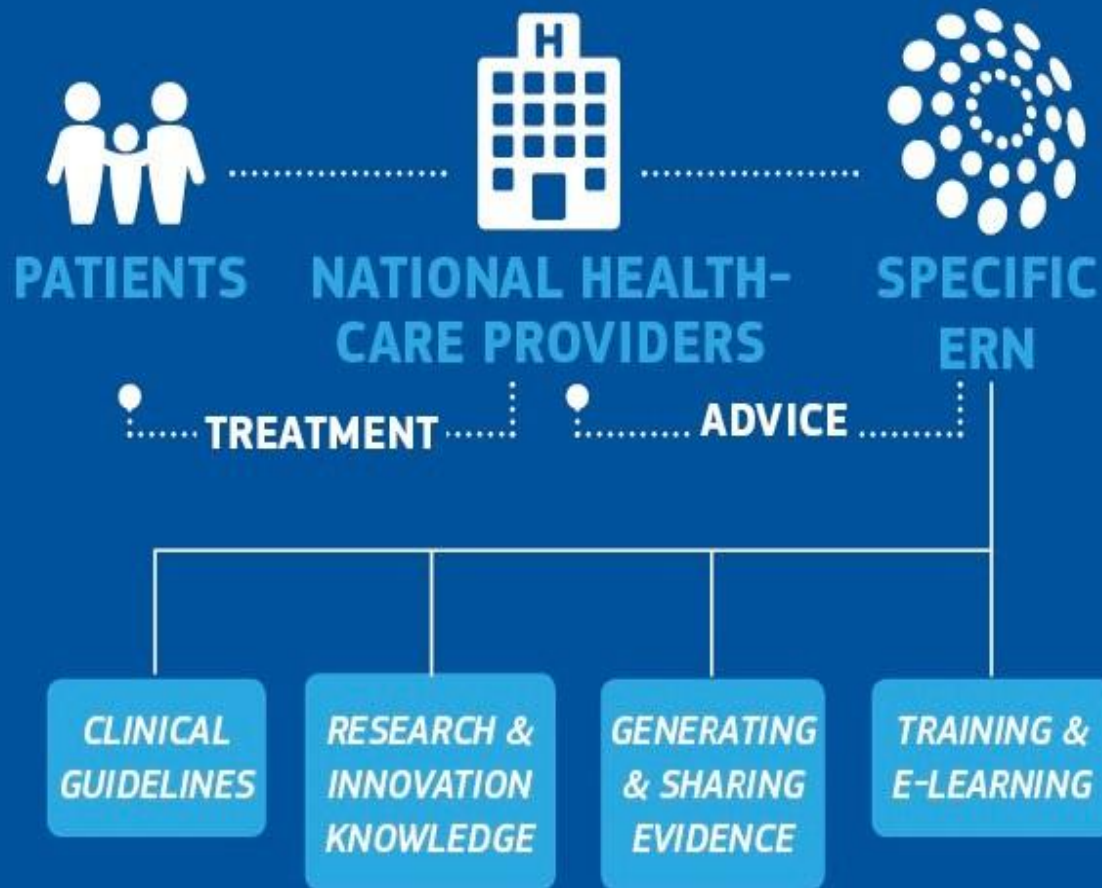 H
PATIENTS
NATIONAL HEALTH-
CARE PROVIDERS
SPECIFIC
ERN
TREATMENT
ADVICE
CLINICAL
GUIDELINES
RESEARCH &
INNOVATION
KNOWLEDGE
GENERATING
& SHARING
EVIDENCE
TRAINING &
E-LEARNING